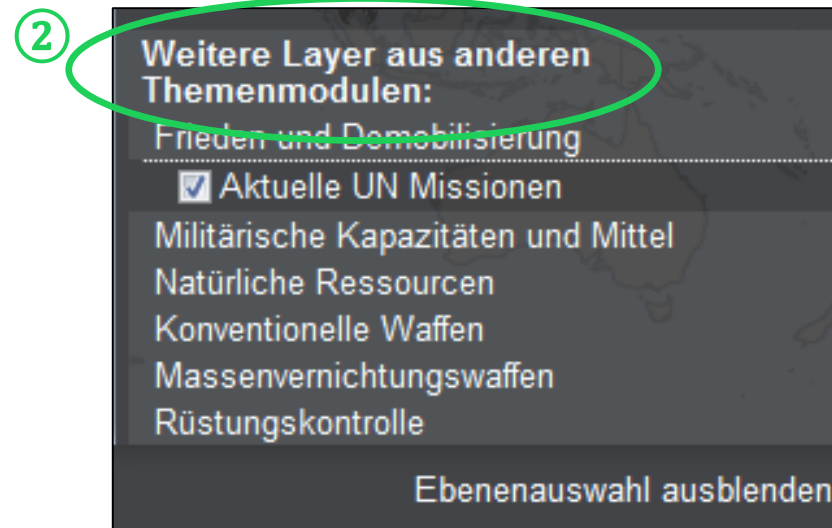 ②
Weitere Layer aus anderen
Themenmodulen:
Frieden und Demobilisierung
Aktuelle UN Missionen
Militärische Kapazitäten und Mittel
Natürliche Ressourcen
Konventionelle Waffen
Massenvernichtungswaffen
Rüstungskontrolle
Ebenenauswahl ausblenden